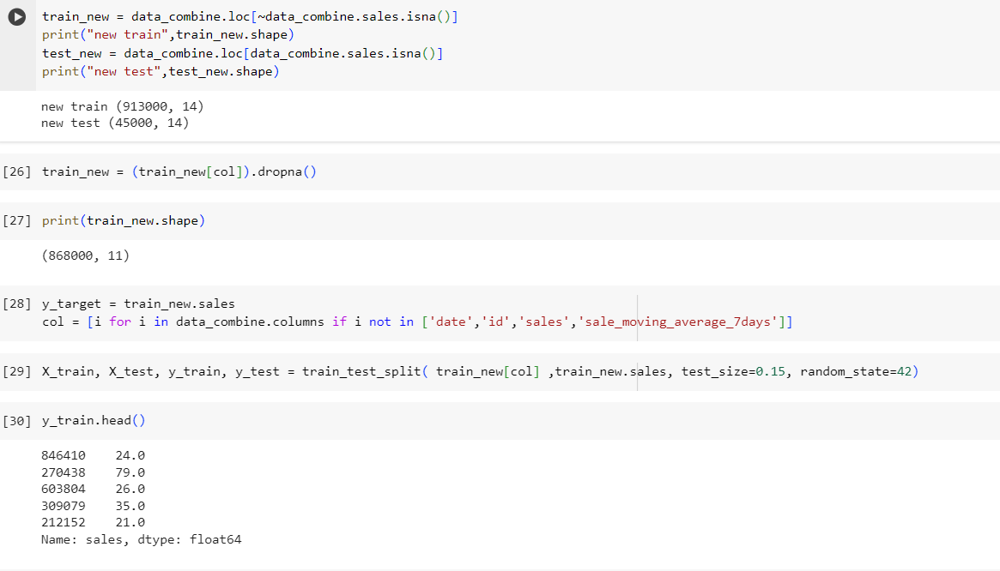 train_new = data_combine.loc[~data_combine.sales.isna()]
print("new train",train_new.shape)
test_new = data_combine.loc[data_combine.sales.isna()]
print("new test",test_new.shape)
new train (913000, 14)
new test (45000, 14)
[26] train_new = (train_new[col]).dropna()
[27] print(train_new.shape)
(868000, 11)
[28] y_target = train_new.sales
col = [i for i in data_combine.columns if i not in ['date','id','sales','sale_moving_average_7days']]
[29] X_train, X_test, y_train, y_test = train_test_split( train_new[col] ,train_new.sales, test_size=0.15, random_state=42)
[30] y_train.head()
846410    24.0
270438    79.0
603804    26.0
309079    35.0
212152    21.0
Name: sales, dtype: float64